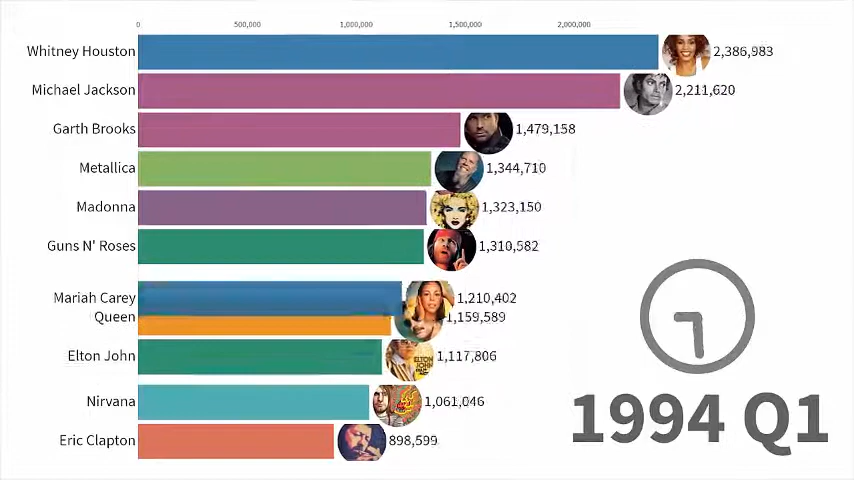 0 500,000 1,000,000 1,500,000 2,000,000
Whitney Houston 2,386,983
Michael Jackson 2,211,620
Garth Brooks 1,479,158
Metallica 1,344,710
Madonna 1,323,150
Guns N' Roses 1,310,582
Mariah Carey 1,210,402
Queen 1,159,589
Elton John ELTON JOHN 1,117,806
Nirvana 1,061,046
Eric Clapton 898,599
1994 Q1